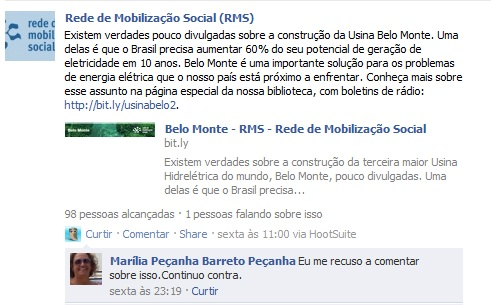 rede de
mobiliz
social
Rede de Mobilização Social (RMS)
Existem verdades pouco divulgadas sobre a construção da Usina Belo Monte. Uma
delas é que o Brasil precisa aumentar 60% do seu potencial de geração de
eletricidade em 10 anos. Belo Monte é uma importante solução para os problemas
de energia elétrica que o nosso país está próximo a enfrentar. Conheça mais sobre
esse assunto na página especial da nossa biblioteca, com boletins de rádio:
http://bit.ly/usinabelo2.
Belo Monte
Belo Monte - RMS - Rede de Mobilização Social
bit.ly
Existem verdades sobre a construção da terceira maior Usina
Hidrelétrica do mundo, Belo Monte, pouco divulgadas. Uma
delas é que o Brasil precisa...
98 pessoas alcançadas · 1 pessoas falando sobre isso
Curtir · Comentar · Share · sexta às 11:00 via HootSuite
Marília Peçanha Barreto Peçanha Eu me recuso a comentar
sobre isso.Continuo contra.
sexta às 23:19 · Curtir